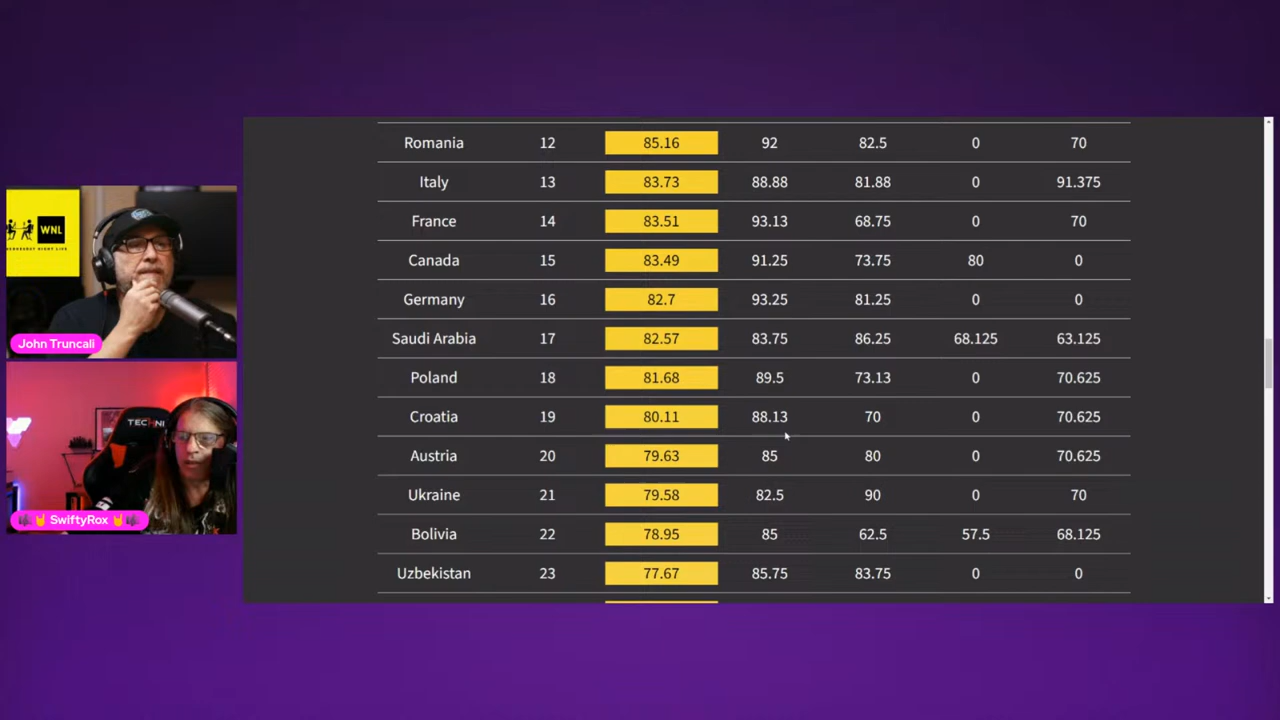 Romania 12 85.16 92 82.5 0 70
Italy 13 83.73 88.88 81.88 0 91.375
France 14 83.51 93.13 68.75 0 70
Canada 15 83.49 91.25 73.75 80 0
Germany 16 82.7 93.25 81.25 0 0
Saudi Arabia 17 82.57 83.75 86.25 68.125 63.125
Poland 18 81.68 89.5 73.13 0 70.625
Croatia 19 80.11 88.13 70 0 70.625
Austria 20 79.63 85 80 0 70.625
Ukraine 21 79.58 82.5 90 0 70
Bolivia 22 78.95 85 62.5 57.5 68.125
Uzbekistan 23 77.67 85.75 83.75 0 0
WNL
John Truncali
TECHNI
SwIftyRox